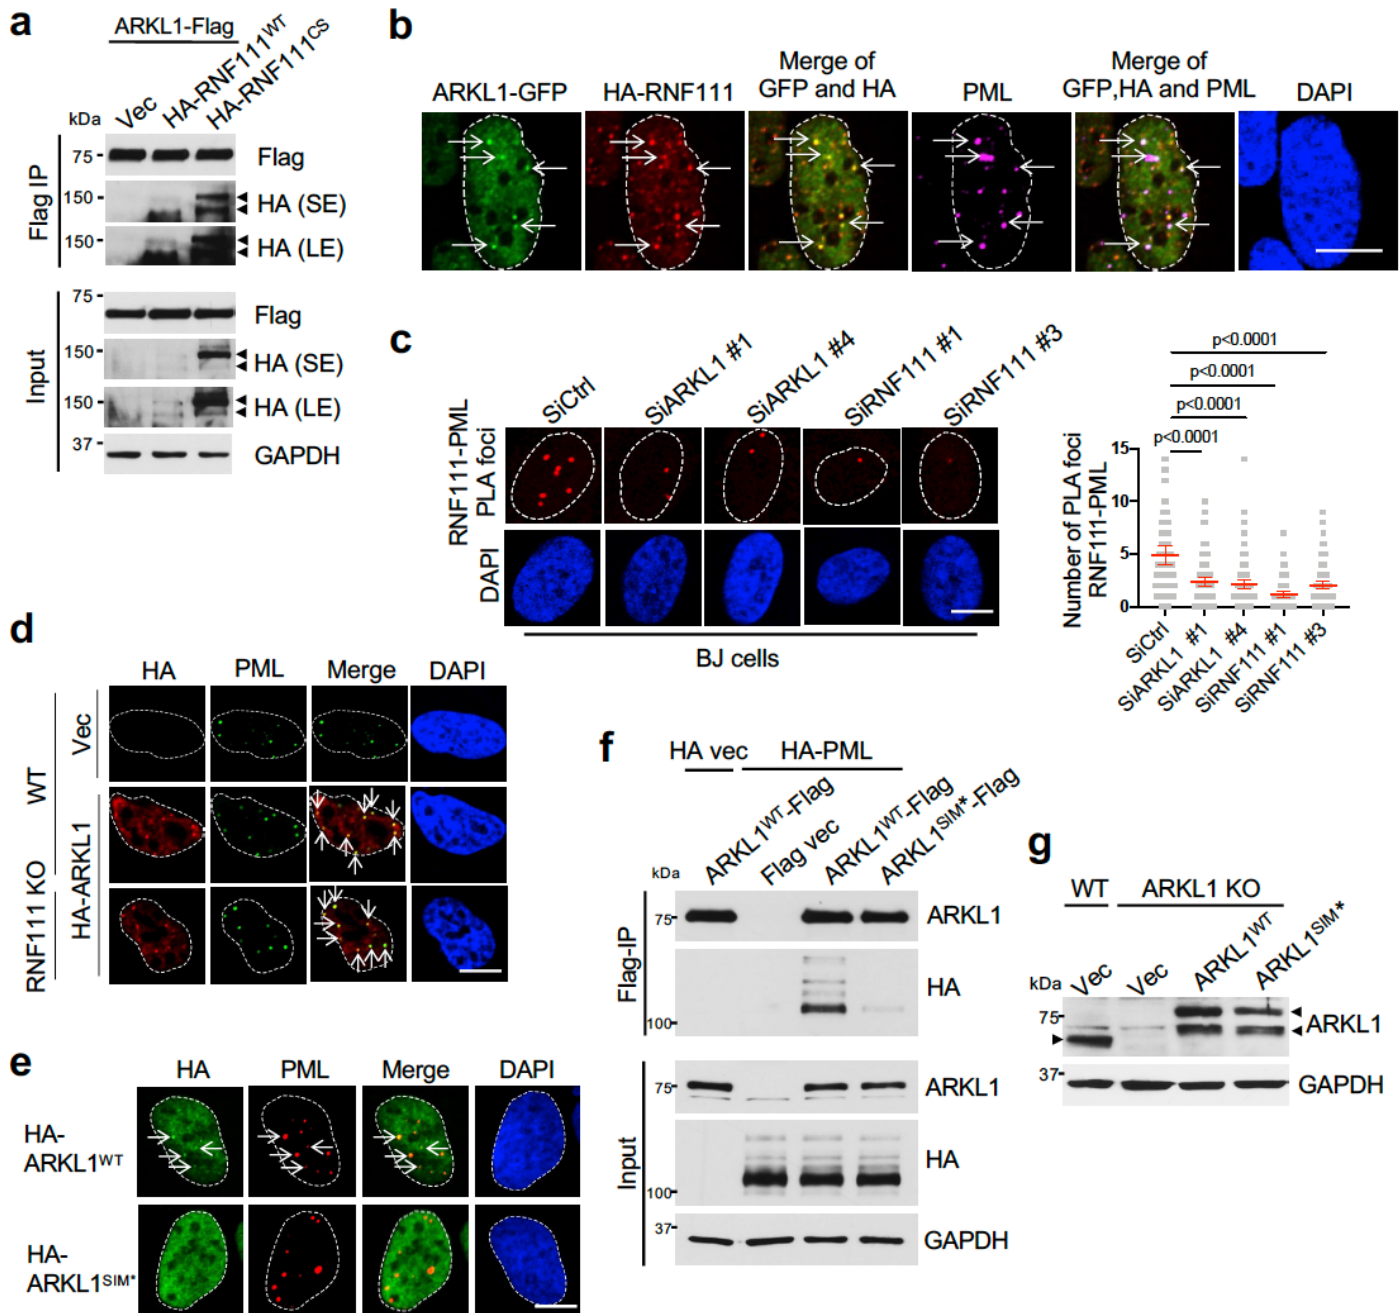 a
ARKL1-Flag
Vec
HA-RNF111WT
HA-RNF111CS
kDa
Flag IP
75
Flag
150
HA (SE)
150
HA (LE)
Input
75
Flag
150
HA (SE)
150
HA (LE)
37
GAPDH
b
ARKL1-GFP
HA-RNF111
Merge of
GFP and HA
PML
Merge of
GFP,HA and PML
DAPI
c
SiCtrl
SiARKL1 #1
SiARKL1 #4
SiRNF111 #1
SiRNF111 #3
RNF111-PML
PLA foci
DAPI
BJ cells
p<0.0001
p<0.0001
p<0.0001
p<0.0001
Number of PLA foci
RNF111-PML
15
10
5
0
SiCtrl
SiARKL1 #1
SiARKL1 #4
SiRNF111 #1
SiRNF111 #3
d
HA
PML
Merge
DAPI
WT
Vec
RNF111 KO
HA-ARKL1
e
HA
PML
Merge
DAPI
HA-
ARKL1WT
HA-
ARKL1SIM*
f
HA vec
HA-PML
ARKL1WT-Flag
Flag vec
ARKL1WT-Flag
ARKL1SIM*-Flag
kDa
Flag-IP
75
ARKL1
HA
100
Input
75
ARKL1
HA
100
37
GAPDH
g
WT
ARKL1 KO
Vec
Vec
ARKL1WT
ARKL1SIM*
kDa
75
ARKL1
37
GAPDH